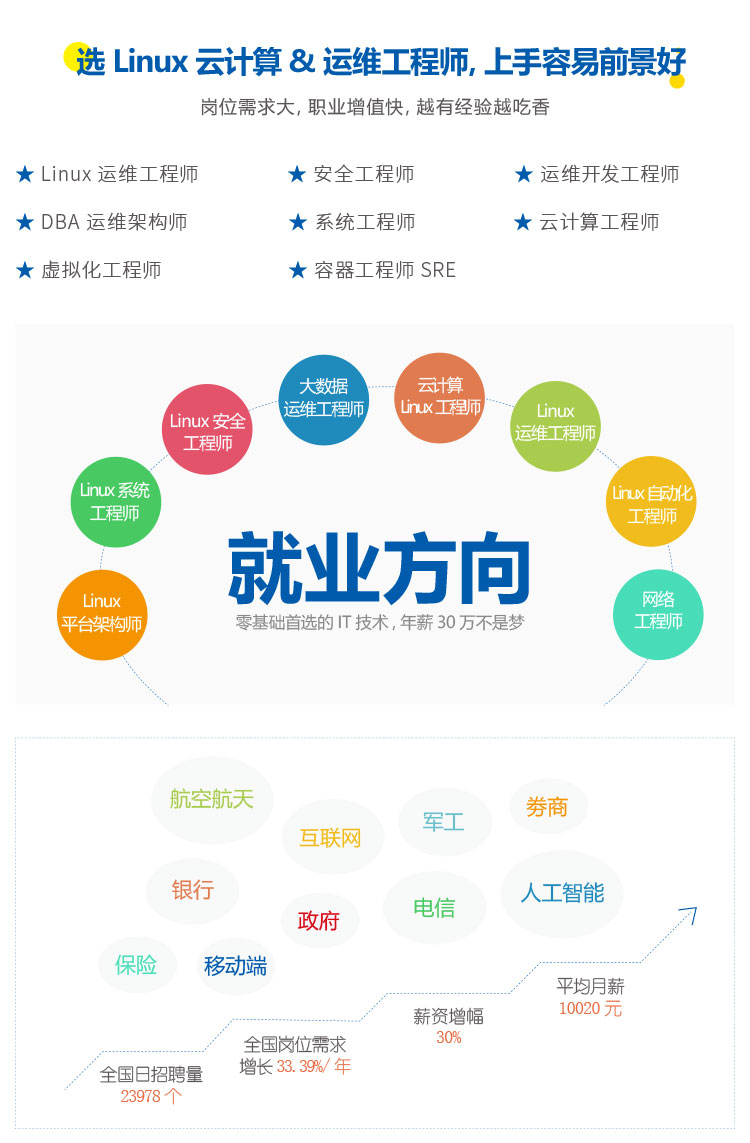 选 Linux 云计算 & 运维工程师, 上手容易前景好
岗位需求大, 职业增值快, 越有经验越吃香
★ Linux 运维工程师
★ 安全工程师
★ 运维开发工程师
★ DBA 运维架构师
★ 系统工程师
★ 云计算工程师
★ 虚拟化工程师
★ 容器工程师 SRE
大数据
运维工程师
云计算
Linux 工程师
Linux 安全
工程师
Linux
运维工程师
Linux 系统
工程师
Linux 自动化
工程师
就业方向
零基础首选的 IT 技术 , 年薪 30 万不是梦
Linux
平台架构师
网络
工程师
航空航天
互联网
军工
劵商
银行
政府
电信
人工智能
保险
移动端
全国日招聘量
23978 个
全国岗位需求
增长 33.39%/ 年
薪资增幅
30%
平均月薪
10020 元